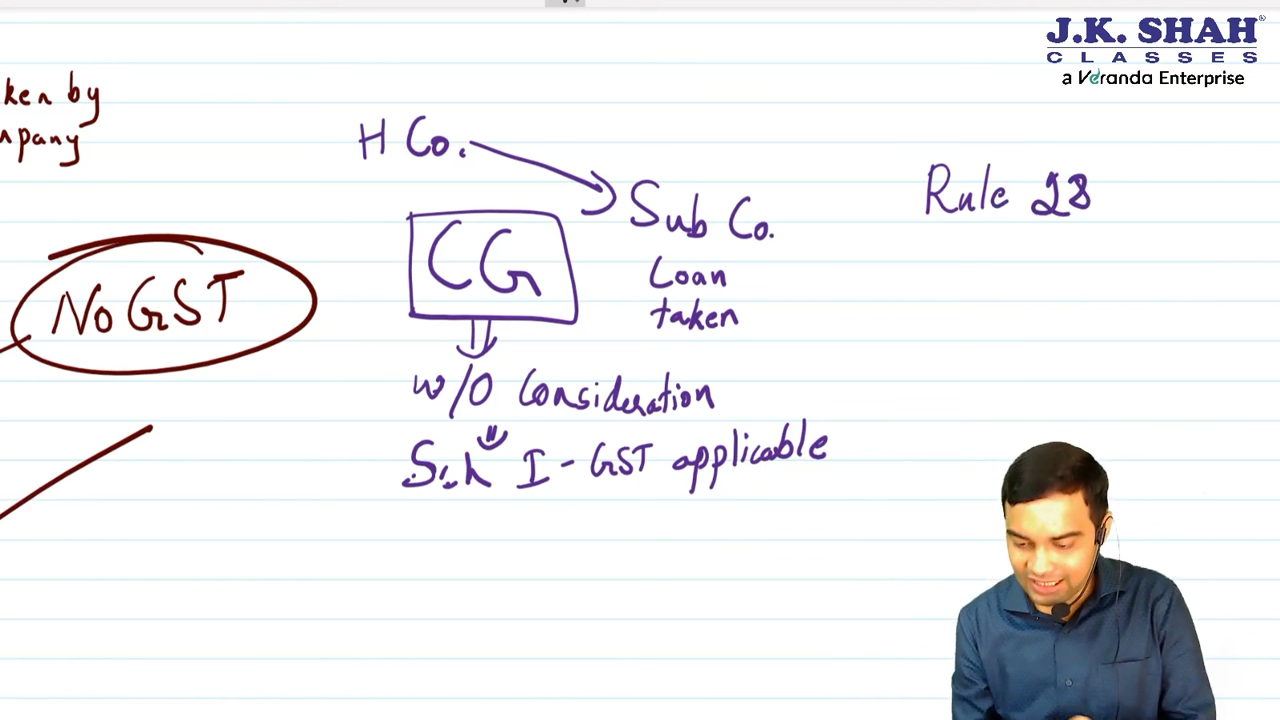 J.K. SHAH
CLASSES
a Veranda Enterprise
ken by
mpany
No GST
H Co.
Sub Co.
Loan
taken
CG
w/o Consideration
Sch I - GST applicable
Rule 28